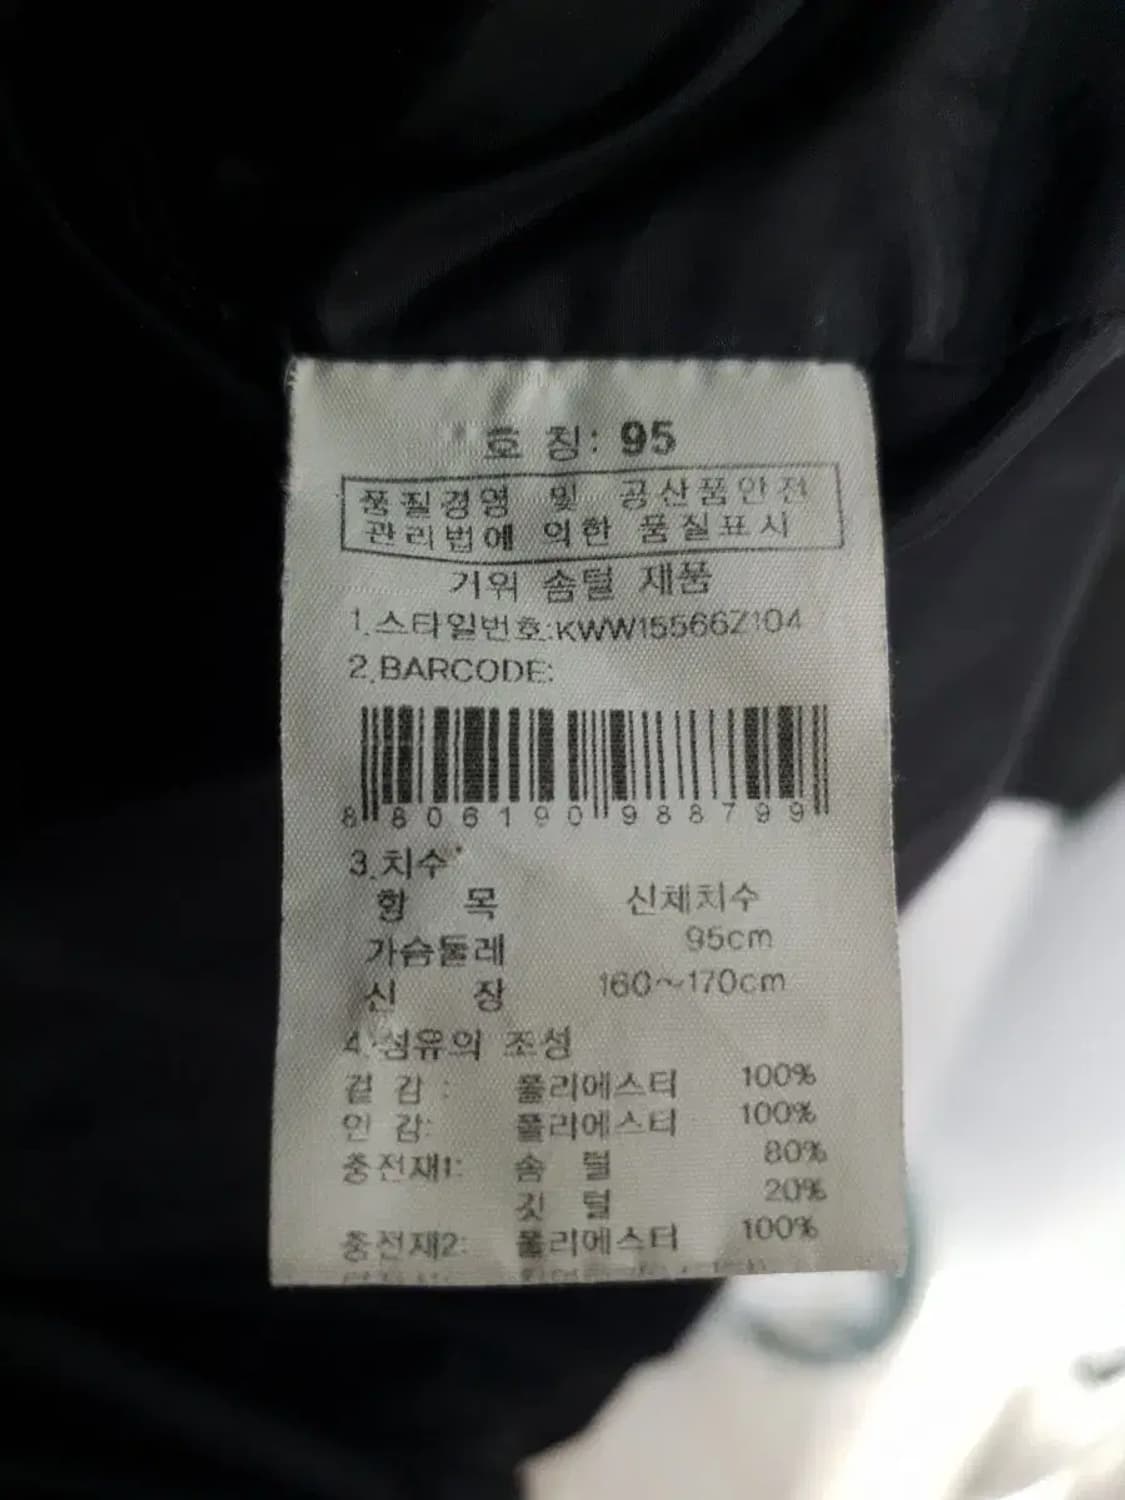 호 칭: 95
품질경영 및 공산품안전
관리법에 의한 품질표시
거위 솜털 제품
1.스타일번호:KWW15566Z104
2.BARCODE:
8 806190 988799
3.치수
항 목 신체치수
가슴둘레 95cm
신 장 160~170cm
4.섬유의 조성
겉 감 : 폴리에스터 100%
안 감: 폴리에스터 100%
충전재1: 솜 털 80%
깃 털 20%
충전재2: 폴리에스터 100%